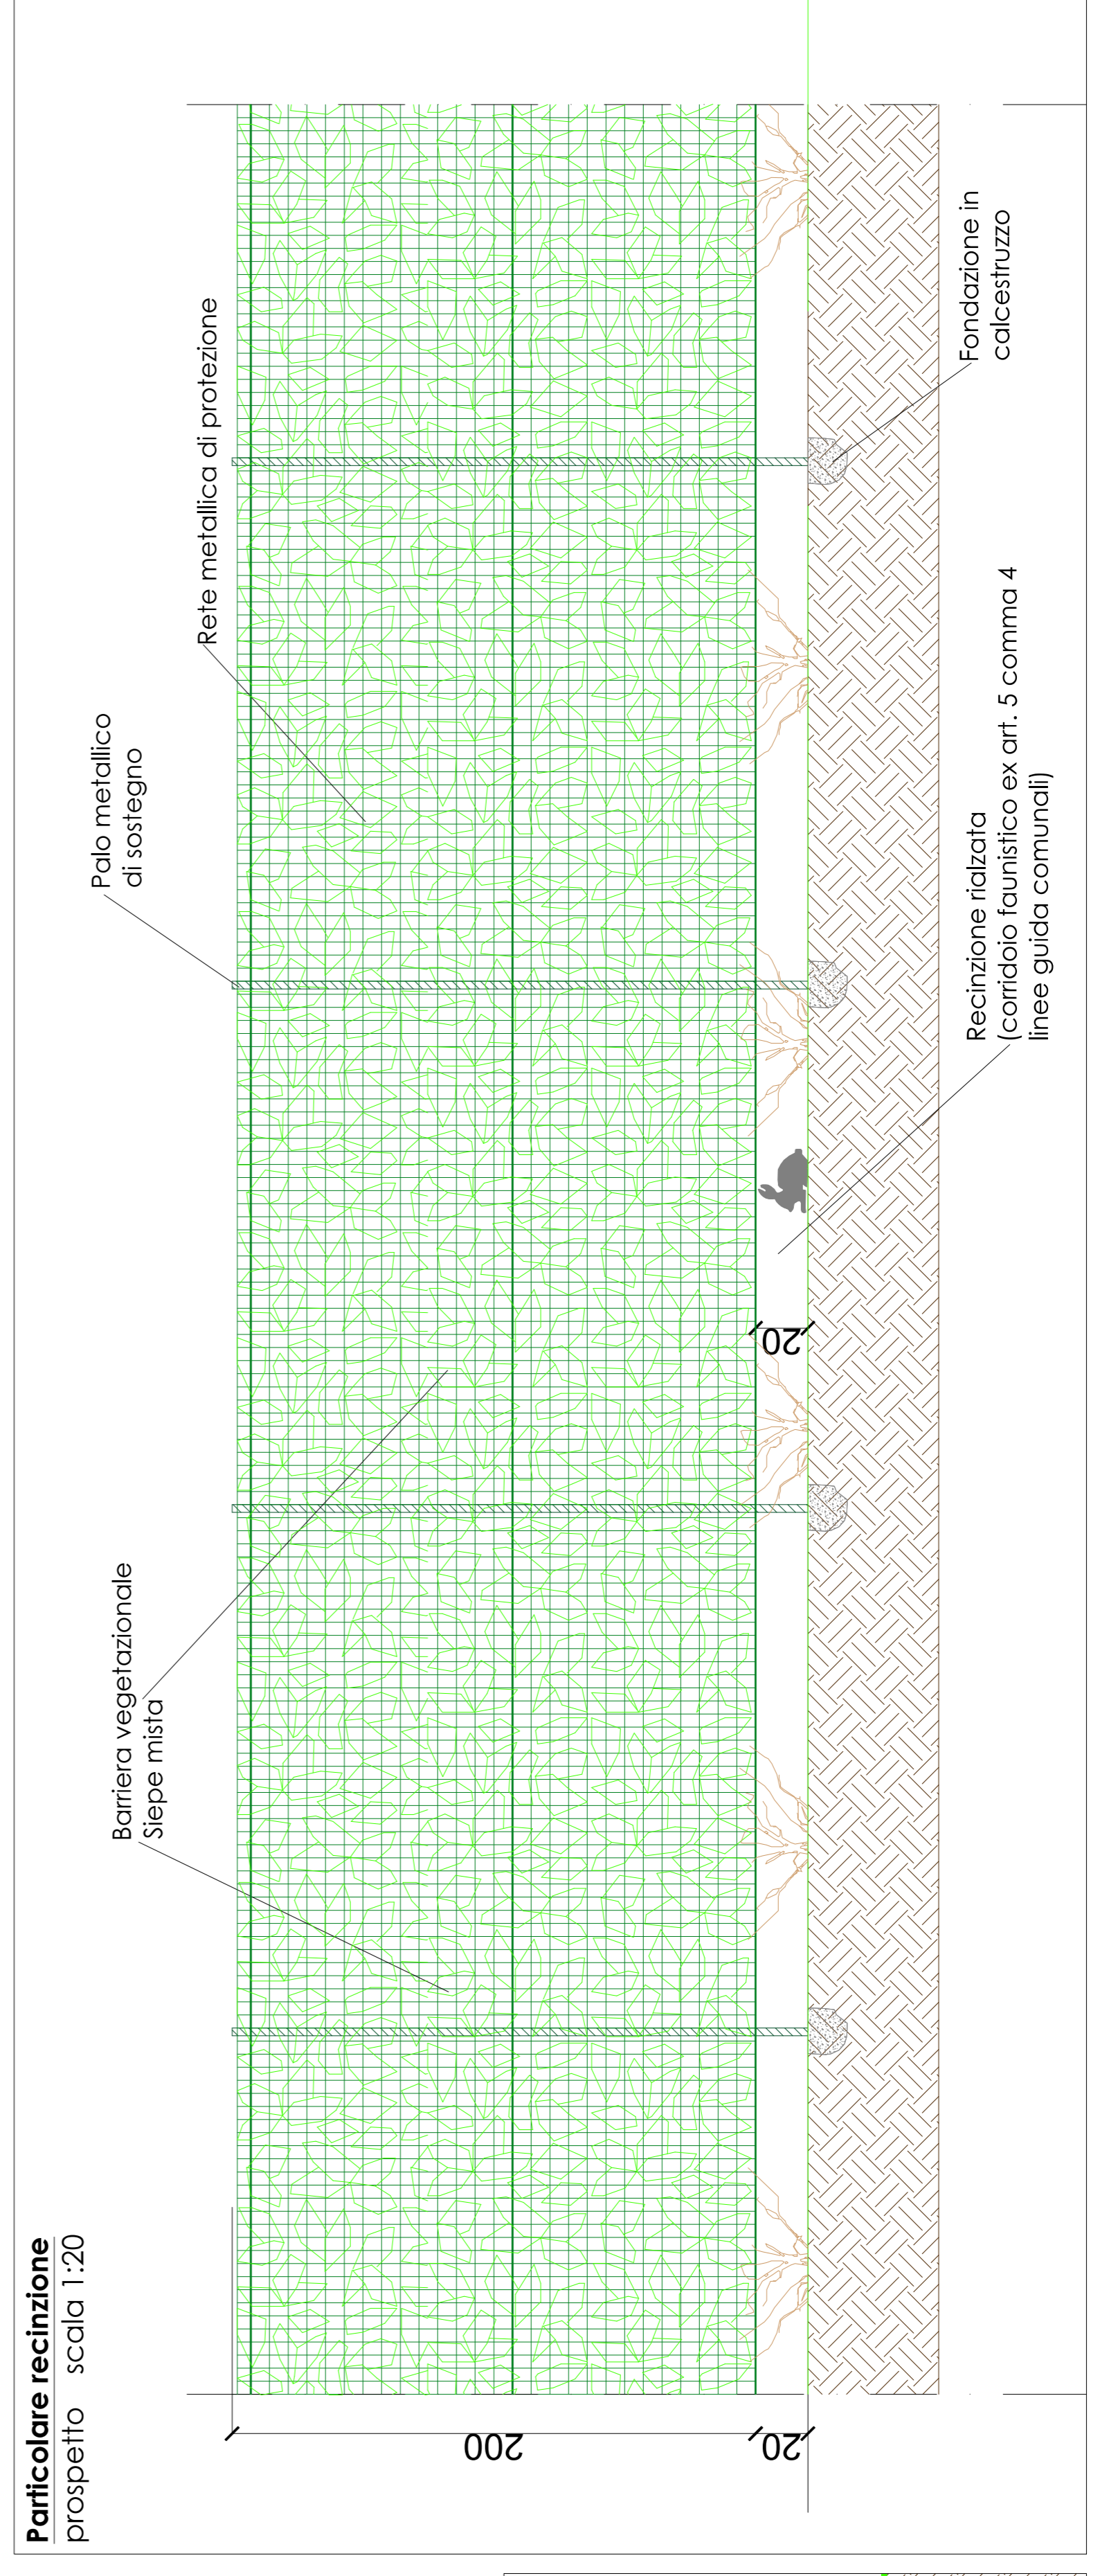 Particolare recinzione
prospetto scala 1:20
Barriera vegetazionale
Siepe mista
Palo metallico
di sostegno
Rete metallica di protezione
200
20
20
Recinzione rialzata
(corridoio faunistico ex art. 5 comma 4
linee guida comunali)
Fondazione in
calcestruzzo